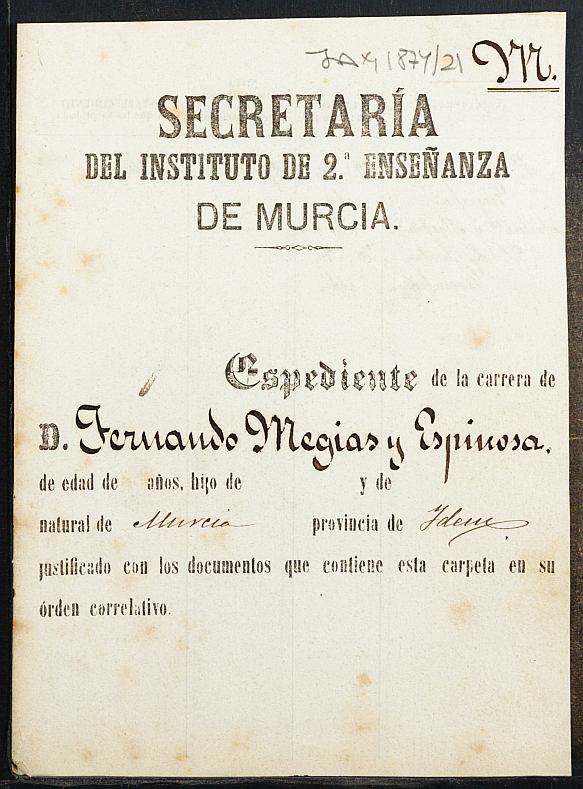 1874/21 M.
SECRETARÍA
DEL INSTITUTO DE 2.ª ENSEÑANZA
DE MURCIA.
Espediente de la carrera de
D. Fernando Megias y Espinosa,
de edad de años, hijo de y de
natural de Murcia provincia de Idem
justificado con los documentos que contiene esta carpeta en su
órden correlativo.